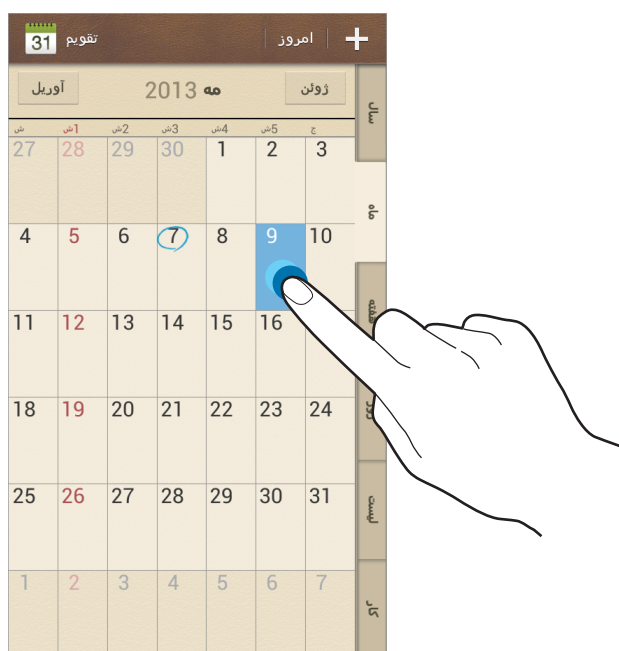 31 تقویم امروز +
آوریل مه 2013 ژوئن
ش 1ش 2ش 3ش 4ش 5ش ج
27 28 29 30 1 2 3
4 5 6 7 8 9 10
11 12 13 14 15 16
18 19 20 21 22 23 24
25 26 27 28 29 30 31
1 2 3 4 5 6 7
سال
ماه
هفته
روز
لیست
کار